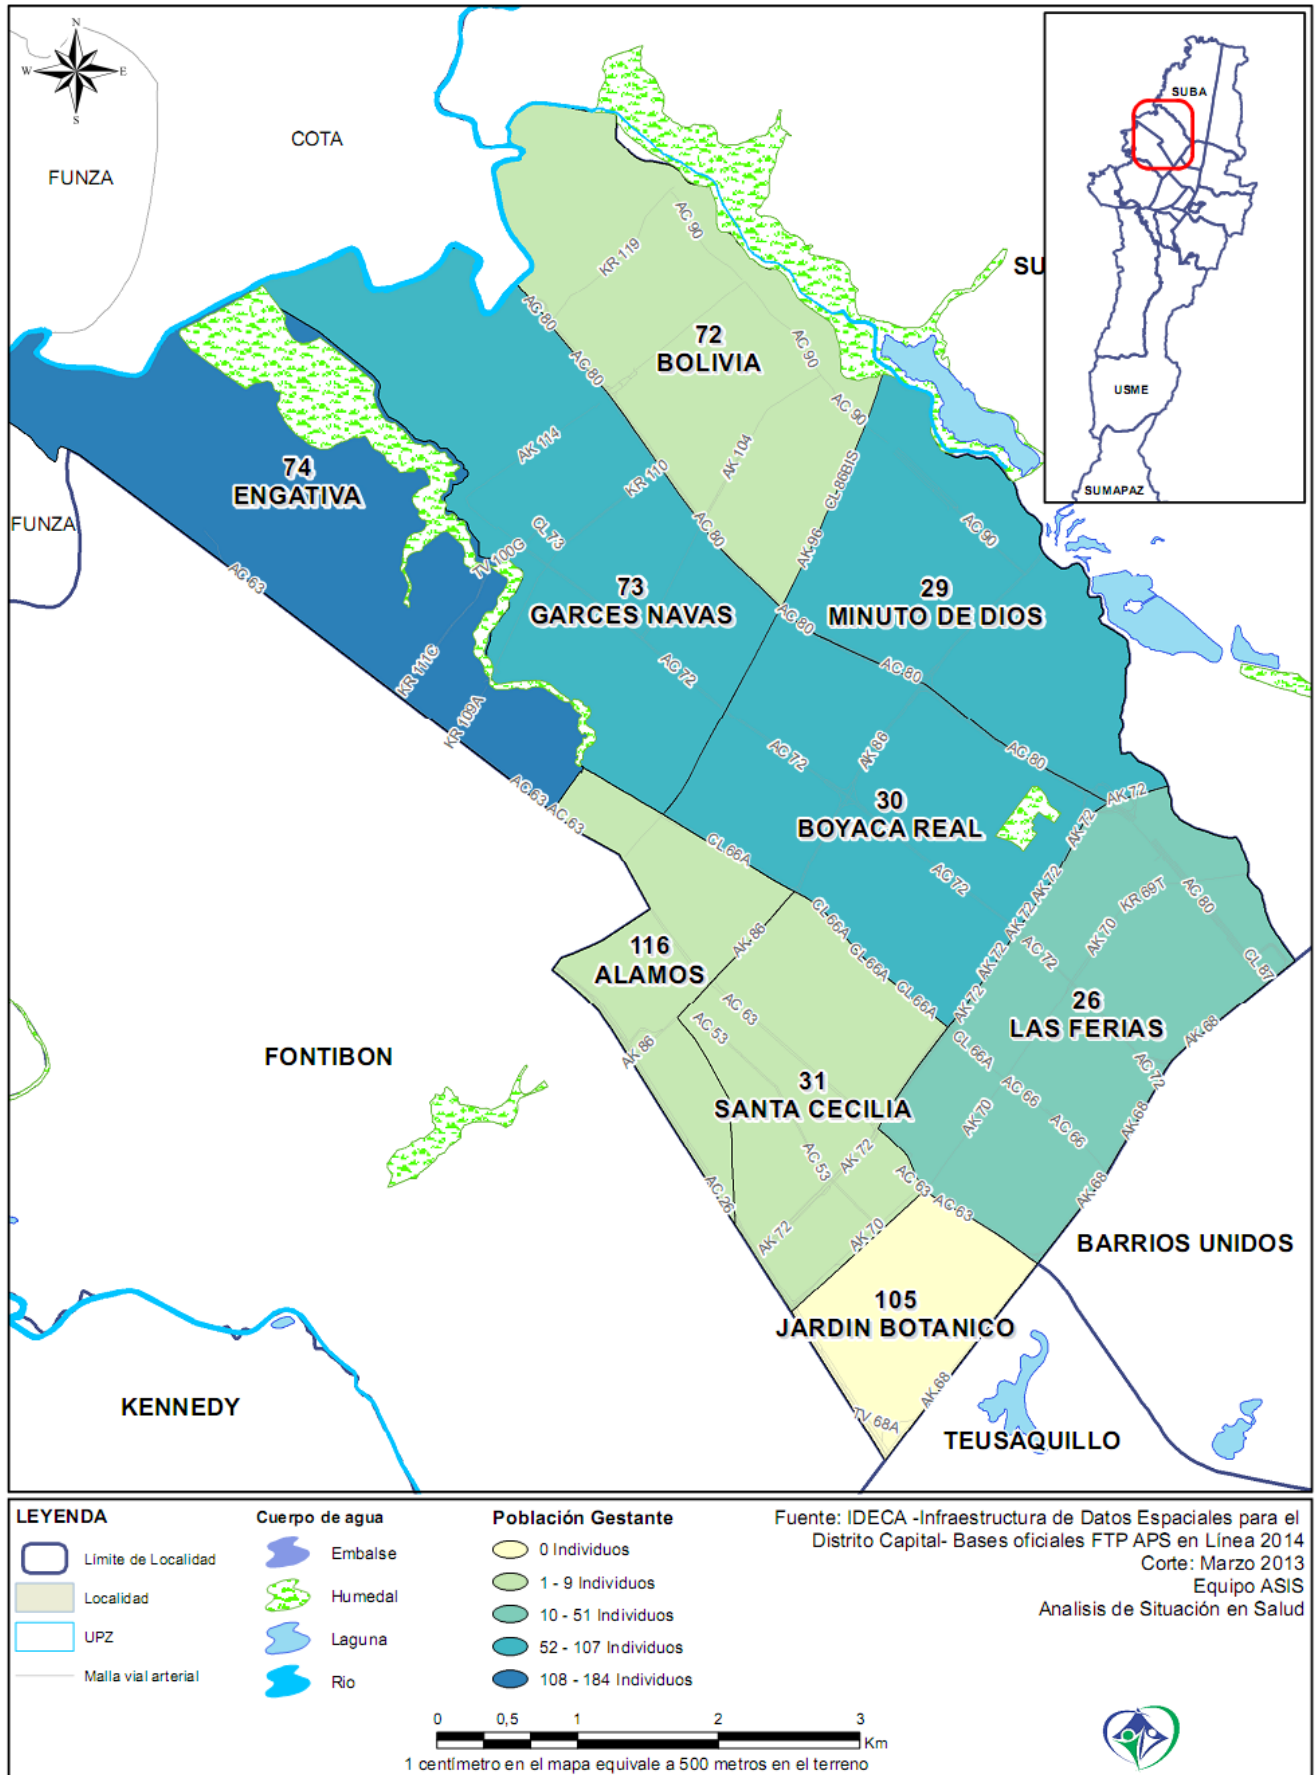 N
W
E
S
FUNZA
COTA
SUBA
USME
SUMAPAZ
SU
FUNZA
72
BOLIVIA
74
ENGATIVA
73
GARCES NAVAS
29
MINUTO DE DIOS
30
BOYACA REAL
116
ALAMOS
26
LAS FERIAS
31
SANTA CECILIA
105
JARDIN BOTANICO
FONTIBON
BARRIOS UNIDOS
KENNEDY
TEUSAQUILLO
AC 90
KR 119
AC 80
AC 90
AC 80
AC 90
AK 114
KR 110
AK 104
CL 86BIS
AC 80
AK 96
AC 90
CL 73
TV 100G
AC 63
AC 80
AC 80
AC 72
KR 111C
KR 109A
AC 72
AK 86
AC 80
AC 63
AC 63
AK 72
AK 72
CL 66A
AC 72
AK 72
KR 69T
AC 80
CL 66A
AK 72
AK 70
AK 86
CL 66A
AK 72
AC 72
CL 87
CL 66A
AK 72
AC 63
AC 53
AK 68
AK 86
CL 66A
AC 72
AC 66
AK 70
AC 66
AK 68
AC 53
AK 72
AC 63
AC 63
AK 68
AC 26
AK 72
AK 70
AK 68
TV 68A
LEYENDA
Límite de Localidad
Localidad
UPZ
Malla vial arterial
Cuerpo de agua
Embalse
Humedal
Laguna
Rio
Población Gestante
0 Individuos
1 - 9 Individuos
10 - 51 Individuos
52 - 107 Individuos
108 - 184 Individuos
Fuente: IDECA -Infraestructura de Datos Espaciales para el
Distrito Capital- Bases oficiales FTP APS en Línea 2014
Corte: Marzo 2013
Equipo ASIS
Analisis de Situación en Salud
0 0,5 1 2 3
Km
1 centímetro en el mapa equivale a 500 metros en el terreno